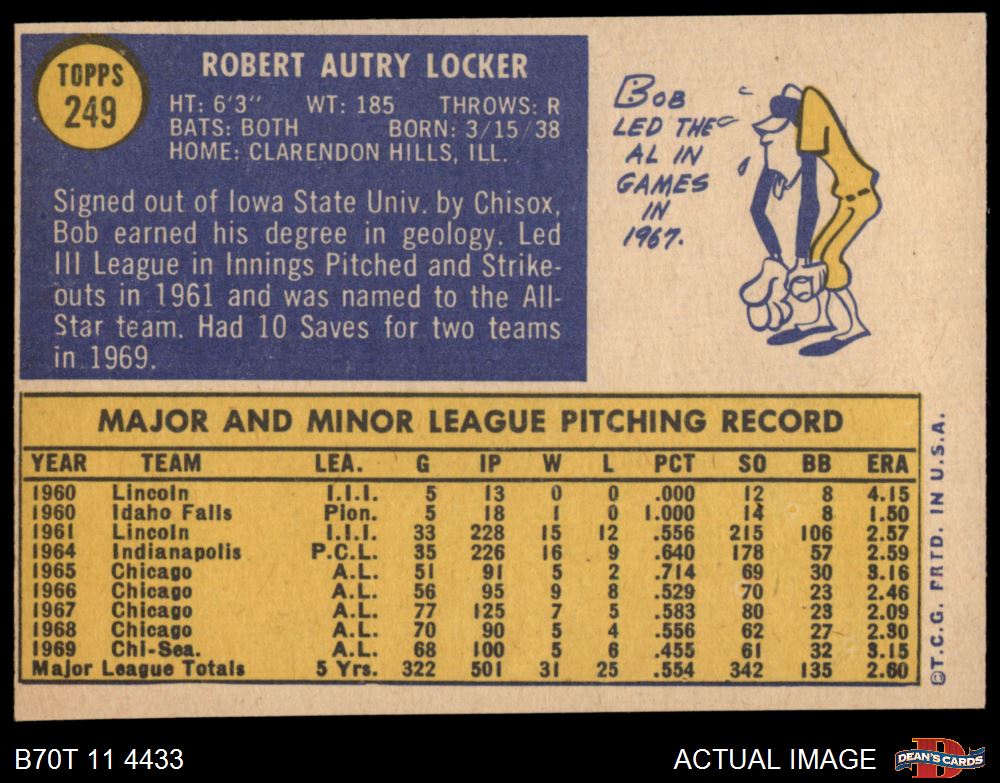 TOPPS
249
ROBERT AUTRY LOCKER
HT: 6'3" WT: 185 THROWS: R
BATS: BOTH BORN: 3/15/38
HOME: CLARENDON HILLS, ILL.
Signed out of Iowa State Univ. by Chisox,
Bob earned his degree in geology. Led
III League in Innings Pitched and Strike-
outs in 1961 and was named to the All-
Star team. Had 10 Saves for two teams
in 1969.
BOB
LED THE
AL IN
GAMES
IN
1967.
MAJOR AND MINOR LEAGUE PITCHING RECORD
YEAR TEAM LEA. G IP W L PCT SO BB ERA
1960 Lincoln I.I.I. 5 13 0 0 .000 12 8 4.15
1960 Idaho Falls Pion. 5 18 1 0 1.000 14 8 1.50
1961 Lincoln I.I.I. 33 228 15 12 .556 215 106 2.57
1964 Indianapolis P.C.L. 35 226 16 9 .640 178 57 2.59
1965 Chicago A.L. 51 91 5 2 .714 69 30 3.16
1966 Chicago A.L. 56 95 9 8 .529 70 23 2.46
1967 Chicago A.L. 77 125 7 5 .583 80 23 2.09
1968 Chicago A.L. 70 90 5 4 .556 62 27 2.30
1969 Chi-Sea. A.L. 68 100 5 6 .455 61 32 3.15
Major League Totals 5 Yrs. 322 501 31 25 .554 342 135 2.60
©T.C.G. PRTD. IN U.S.A.
B70T 11 4433
ACTUAL IMAGE
D
DEAN'S CARDS